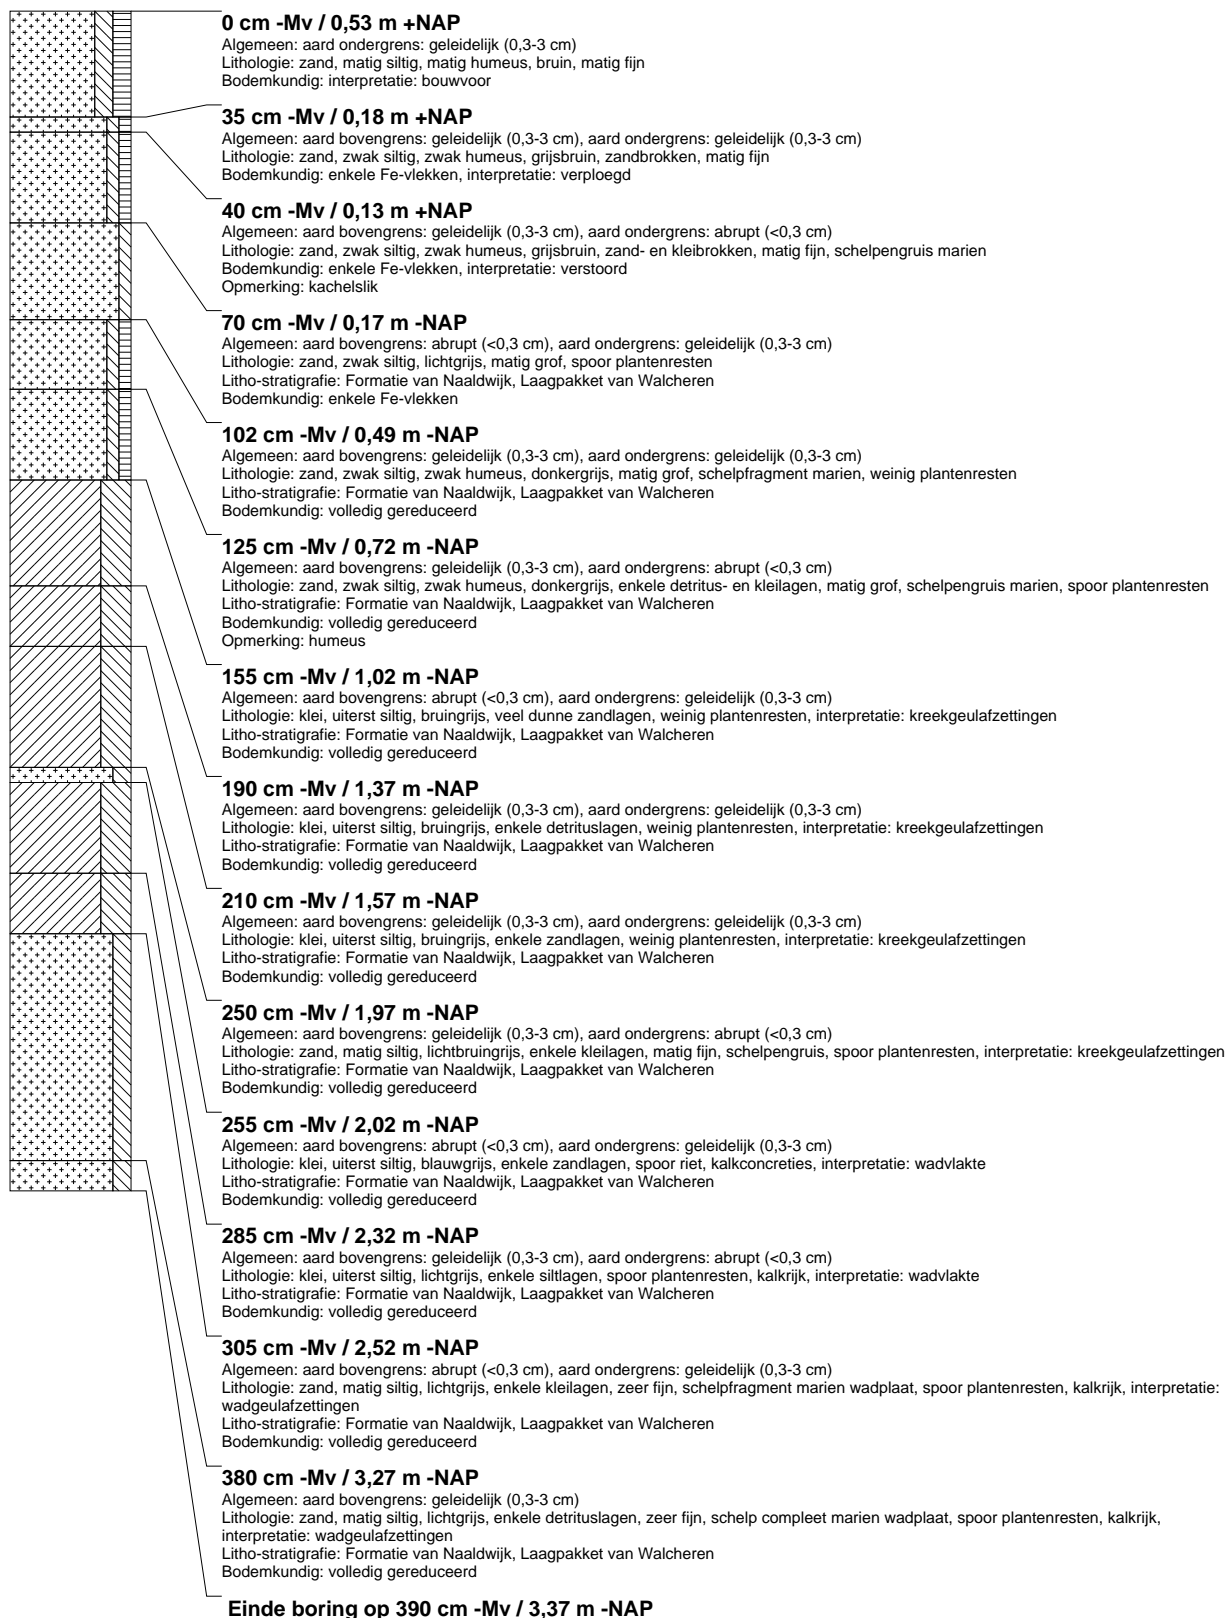 0 cm -Mv / 0,53 m +NAP
Algemeen: aard ondergrens: geleidelijk (0,3-3 cm)
Lithologie: zand, matig siltig, matig humeus, bruin, matig fijn
Bodemkundig: interpretatie: bouwvoor
35 cm -Mv / 0,18 m +NAP
Algemeen: aard bovengrens: geleidelijk (0,3-3 cm), aard ondergrens: geleidelijk (0,3-3 cm)
Lithologie: zand, zwak siltig, zwak humeus, grijsbruin, zandbrokken, matig fijn
Bodemkundig: enkele Fe-vlekken, interpretatie: verploegd
40 cm -Mv / 0,13 m +NAP
Algemeen: aard bovengrens: geleidelijk (0,3-3 cm), aard ondergrens: abrupt (<0,3 cm)
Lithologie: zand, zwak siltig, zwak humeus, grijsbruin, zand- en kleibrokken, matig fijn, schelpengruis marien
Bodemkundig: enkele Fe-vlekken, interpretatie: verstoord
Opmerking: kachelslik
70 cm -Mv / 0,17 m -NAP
Algemeen: aard bovengrens: abrupt (<0,3 cm), aard ondergrens: geleidelijk (0,3-3 cm)
Lithologie: zand, zwak siltig, lichtgrijs, matig grof, spoor plantenresten
Litho-stratigrafie: Formatie van Naaldwijk, Laagpakket van Walcheren
Bodemkundig: enkele Fe-vlekken
102 cm -Mv / 0,49 m -NAP
Algemeen: aard bovengrens: geleidelijk (0,3-3 cm), aard ondergrens: geleidelijk (0,3-3 cm)
Lithologie: zand, zwak siltig, zwak humeus, donkergrijs, matig grof, schelpfragment marien, weinig plantenresten
Litho-stratigrafie: Formatie van Naaldwijk, Laagpakket van Walcheren
Bodemkundig: volledig gereduceerd
125 cm -Mv / 0,72 m -NAP
Algemeen: aard bovengrens: geleidelijk (0,3-3 cm), aard ondergrens: abrupt (<0,3 cm)
Lithologie: zand, zwak siltig, zwak humeus, donkergrijs, enkele detritus- en kleilagen, matig grof, schelpengruis marien, spoor plantenresten
Litho-stratigrafie: Formatie van Naaldwijk, Laagpakket van Walcheren
Bodemkundig: volledig gereduceerd
Opmerking: humeus
155 cm -Mv / 1,02 m -NAP
Algemeen: aard bovengrens: abrupt (<0,3 cm), aard ondergrens: geleidelijk (0,3-3 cm)
Lithologie: klei, uiterst siltig, bruingrijs, veel dunne zandlagen, weinig plantenresten, interpretatie: kreekgeulafzettingen
Litho-stratigrafie: Formatie van Naaldwijk, Laagpakket van Walcheren
Bodemkundig: volledig gereduceerd
190 cm -Mv / 1,37 m -NAP
Algemeen: aard bovengrens: geleidelijk (0,3-3 cm), aard ondergrens: geleidelijk (0,3-3 cm)
Lithologie: klei, uiterst siltig, bruingrijs, enkele detrituslagen, weinig plantenresten, interpretatie: kreekgeulafzettingen
Litho-stratigrafie: Formatie van Naaldwijk, Laagpakket van Walcheren
Bodemkundig: volledig gereduceerd
210 cm -Mv / 1,57 m -NAP
Algemeen: aard bovengrens: geleidelijk (0,3-3 cm), aard ondergrens: geleidelijk (0,3-3 cm)
Lithologie: klei, uiterst siltig, bruingrijs, enkele zandlagen, weinig plantenresten, interpretatie: kreekgeulafzettingen
Litho-stratigrafie: Formatie van Naaldwijk, Laagpakket van Walcheren
Bodemkundig: volledig gereduceerd
250 cm -Mv / 1,97 m -NAP
Algemeen: aard bovengrens: geleidelijk (0,3-3 cm), aard ondergrens: abrupt (<0,3 cm)
Lithologie: zand, matig siltig, lichtbruingrijs, enkele kleilagen, matig fijn, schelpengruis, spoor plantenresten, interpretatie: kreekgeulafzettingen
Litho-stratigrafie: Formatie van Naaldwijk, Laagpakket van Walcheren
Bodemkundig: volledig gereduceerd
255 cm -Mv / 2,02 m -NAP
Algemeen: aard bovengrens: abrupt (<0,3 cm), aard ondergrens: geleidelijk (0,3-3 cm)
Lithologie: klei, uiterst siltig, blauwgrijs, enkele zandlagen, spoor riet, kalkconcreties, interpretatie: wadvlakte
Litho-stratigrafie: Formatie van Naaldwijk, Laagpakket van Walcheren
Bodemkundig: volledig gereduceerd
285 cm -Mv / 2,32 m -NAP
Algemeen: aard bovengrens: geleidelijk (0,3-3 cm), aard ondergrens: abrupt (<0,3 cm)
Lithologie: klei, uiterst siltig, lichtgrijs, enkele siltlagen, spoor plantenresten, kalkrijk, interpretatie: wadvlakte
Litho-stratigrafie: Formatie van Naaldwijk, Laagpakket van Walcheren
Bodemkundig: volledig gereduceerd
305 cm -Mv / 2,52 m -NAP
Algemeen: aard bovengrens: abrupt (<0,3 cm), aard ondergrens: geleidelijk (0,3-3 cm)
Lithologie: zand, matig siltig, lichtgrijs, enkele kleilagen, zeer fijn, schelpfragment marien wadplaat, spoor plantenresten, kalkrijk, interpretatie:
wadgeulafzettingen
Litho-stratigrafie: Formatie van Naaldwijk, Laagpakket van Walcheren
Bodemkundig: volledig gereduceerd
380 cm -Mv / 3,27 m -NAP
Algemeen: aard bovengrens: geleidelijk (0,3-3 cm)
Lithologie: zand, matig siltig, lichtgrijs, enkele detrituslagen, zeer fijn, schelp compleet marien wadplaat, spoor plantenresten, kalkrijk,
interpretatie: wadgeulafzettingen
Litho-stratigrafie: Formatie van Naaldwijk, Laagpakket van Walcheren
Bodemkundig: volledig gereduceerd
Einde boring op 390 cm -Mv / 3,37 m -NAP